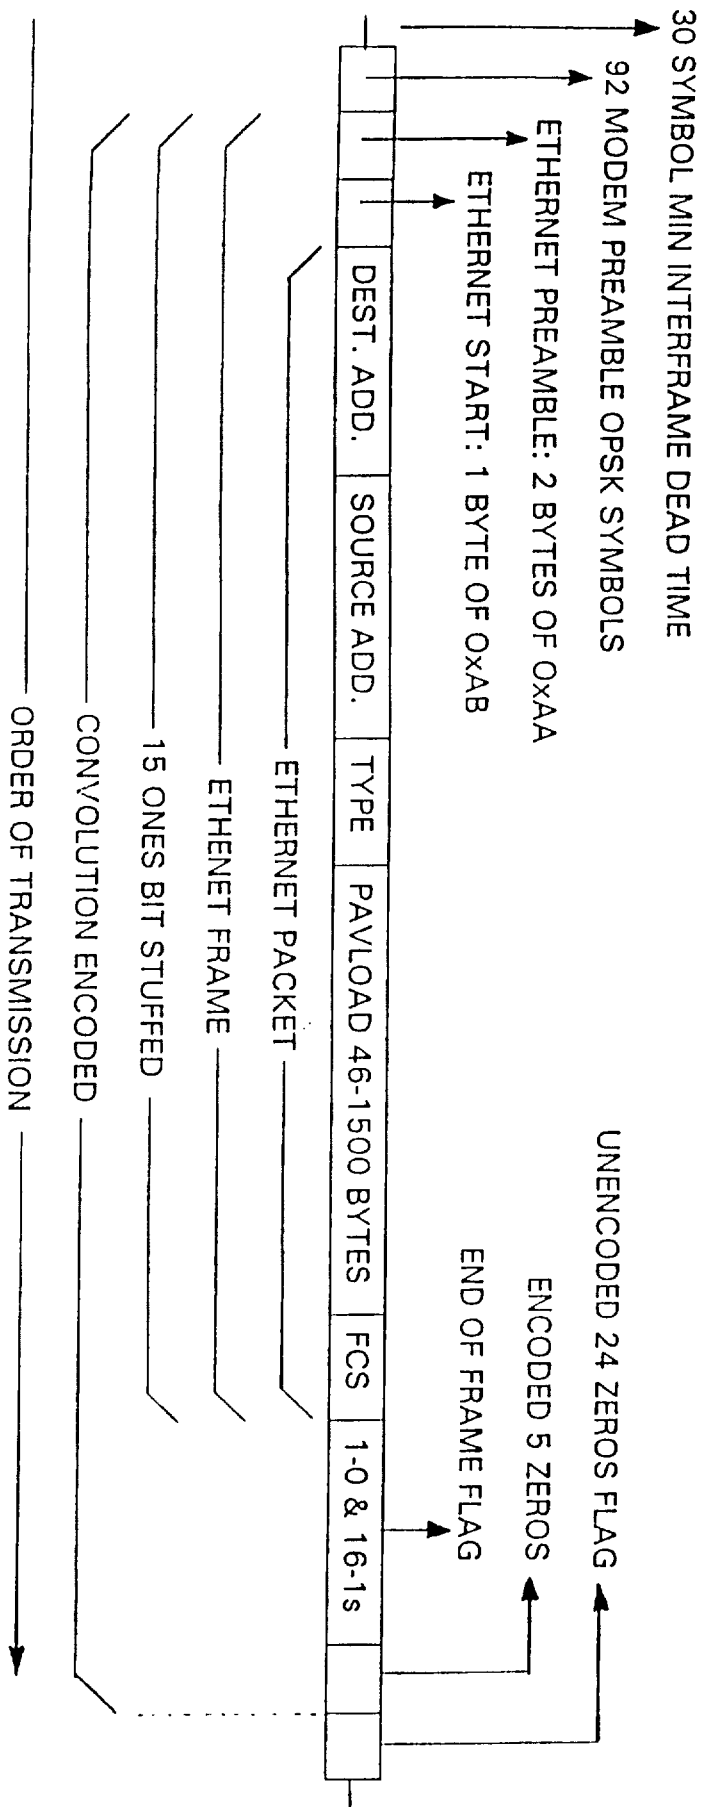 30 SYMBOL MIN INTERFRAME DEAD TIME
92 MODEM PREAMBLE OPSK SYMBOLS
ETHERNET PREAMBLE: 2 BYTES OF OxAA
ETHERNET START: 1 BYTE OF OxAB
UNENCODED 24 ZEROS FLAG
ENCODED 5 ZEROS
END OF FRAME FLAG
DEST. ADD.
SOURCE ADD.
TYPE
PAVLOAD 46-1500 BYTES
FCS
1-0 & 16-1s
ETHERNET PACKET
ETHENET FRAME
15 ONES BIT STUFFED
CONVOLUTION ENCODED
ORDER OF TRANSMISSION